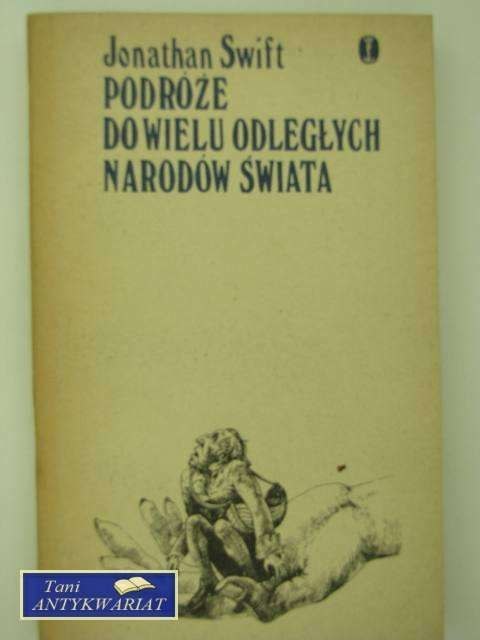 Jonathan Swift
PODRÓŻE
DO WIELU ODLEGŁYCH
NARODÓW ŚWIATA
Tani
ANTYKWARIAT